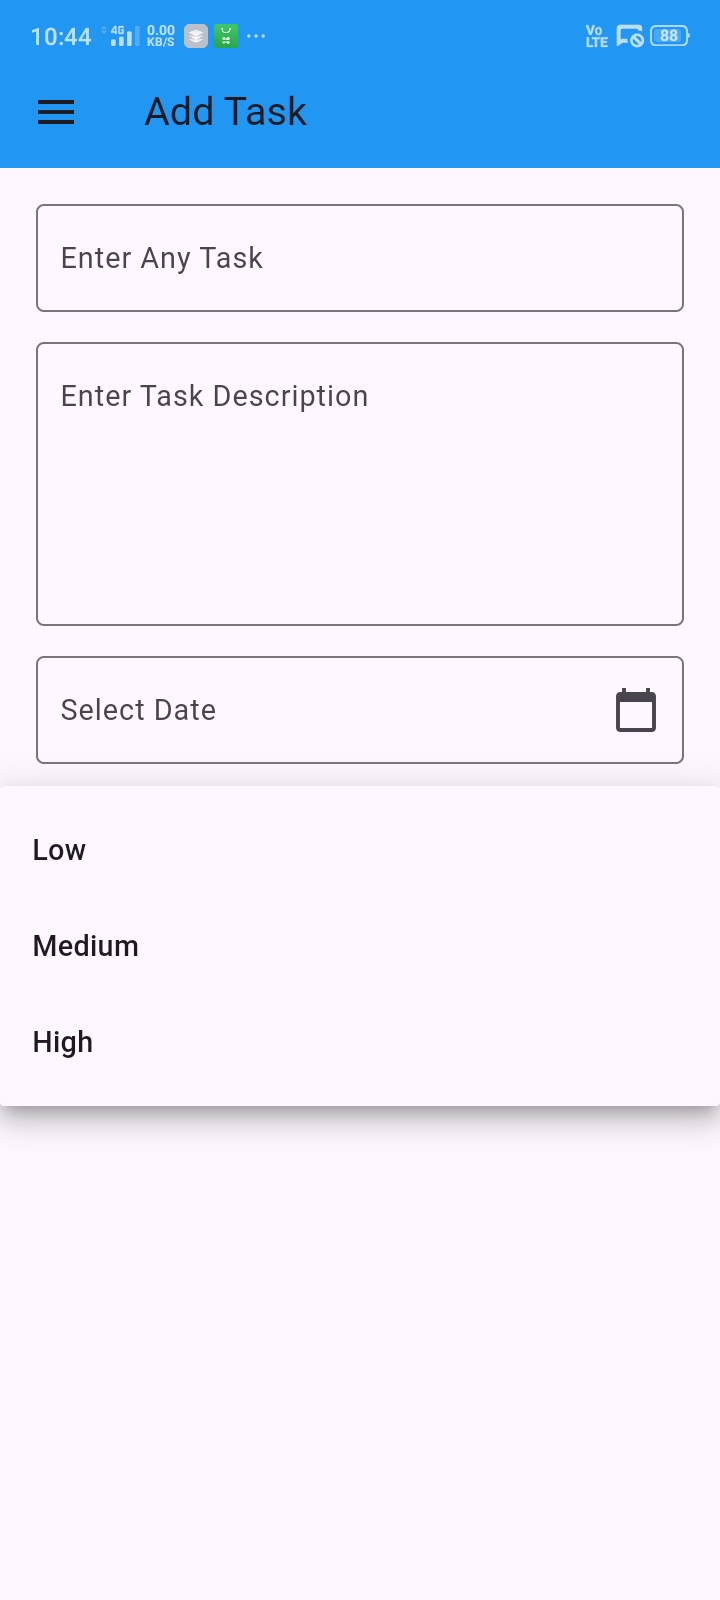 10:44 4G 0.00 KB/S Vo LTE 88
Add Task
Enter Any Task
Enter Task Description
Select Date
Low
Medium
High